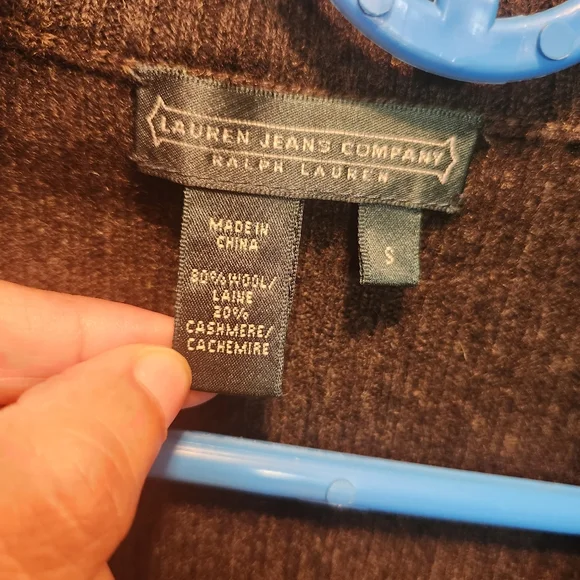 LAUREN JEANS COMPANY
RALPH LAUREN
MADE IN
CHINA
80% WOOL/
LAINE
20%
CASHMERE/
CACHEMIRE
S